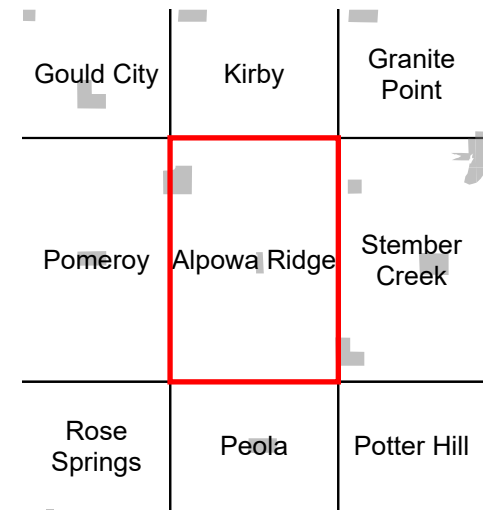 Gould City
Kirby
Granite
Point
Pomeroy
Alpowa Ridge
Stember
Creek
Rose
Springs
Peola
Potter Hill